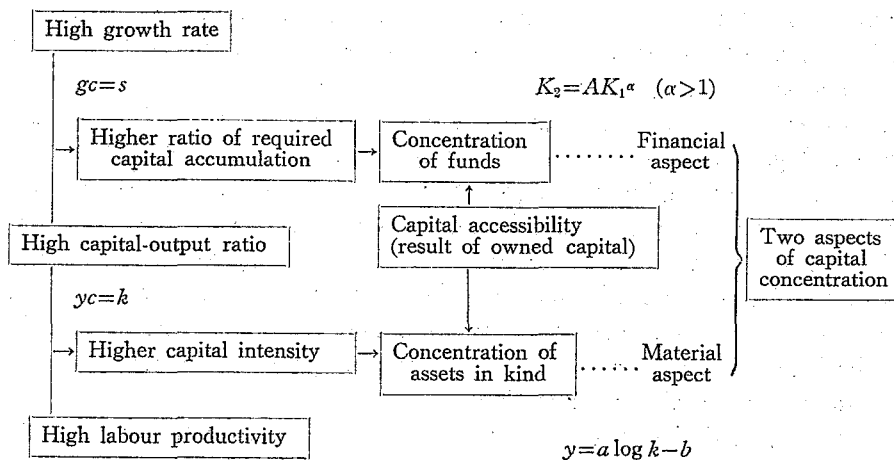 High growth rate
gc=s
K₂=AK₁ᵅ (α>1)
Higher ratio of required
capital accumulation
Concentration
of funds
Financial
aspect
High capital-output ratio
Capital accessibility
(result of owned capital)
Two aspects
of capital
concentration
yc=k
Higher capital intensity
Concentration of
assets in kind
Material
aspect
High labour productivity
y=a log k−b